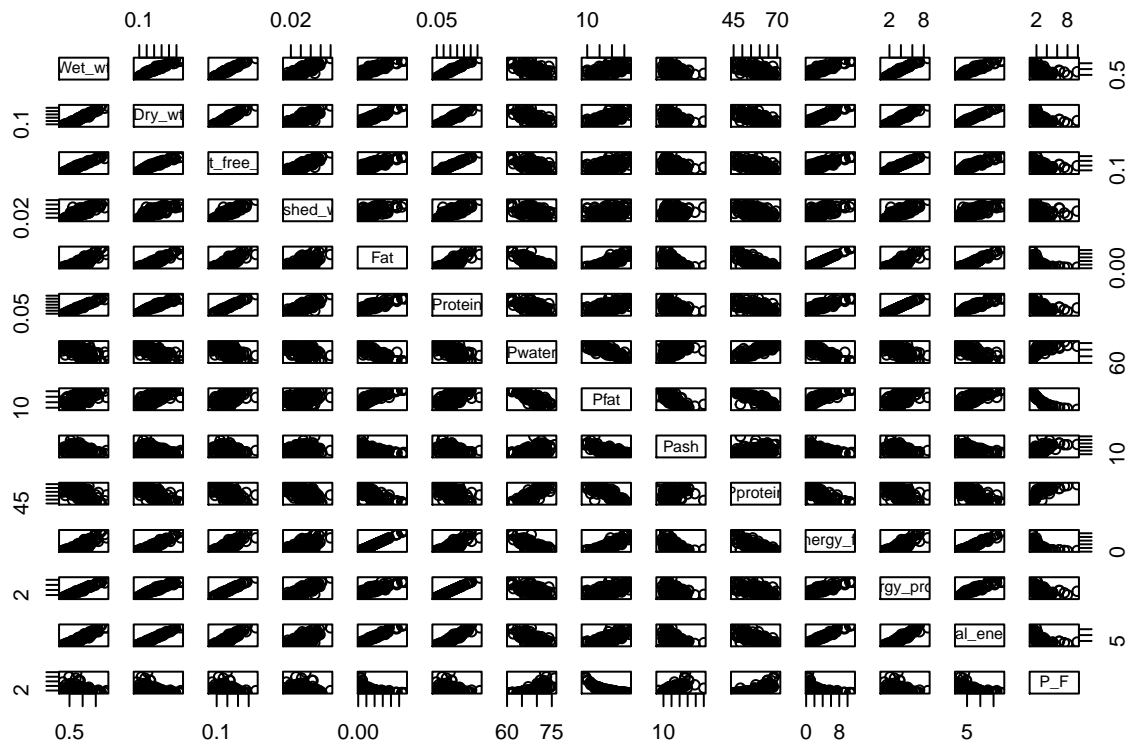 0.1 0.02 0.05 10 45 70 2 8 2 8
Wet_wt 0.5
0.1 Dry_wt
t_free_ 0.1
0.02 shed_w
Fat 0.00
0.05 Protein
Pwater 60
10 Pfat
Pash 10
45 Pprotein
nergy_f 0
2 rgy_pro
al_ene 5
2 P_F
0.5 0.1 0.00 60 75 10 0 8 5